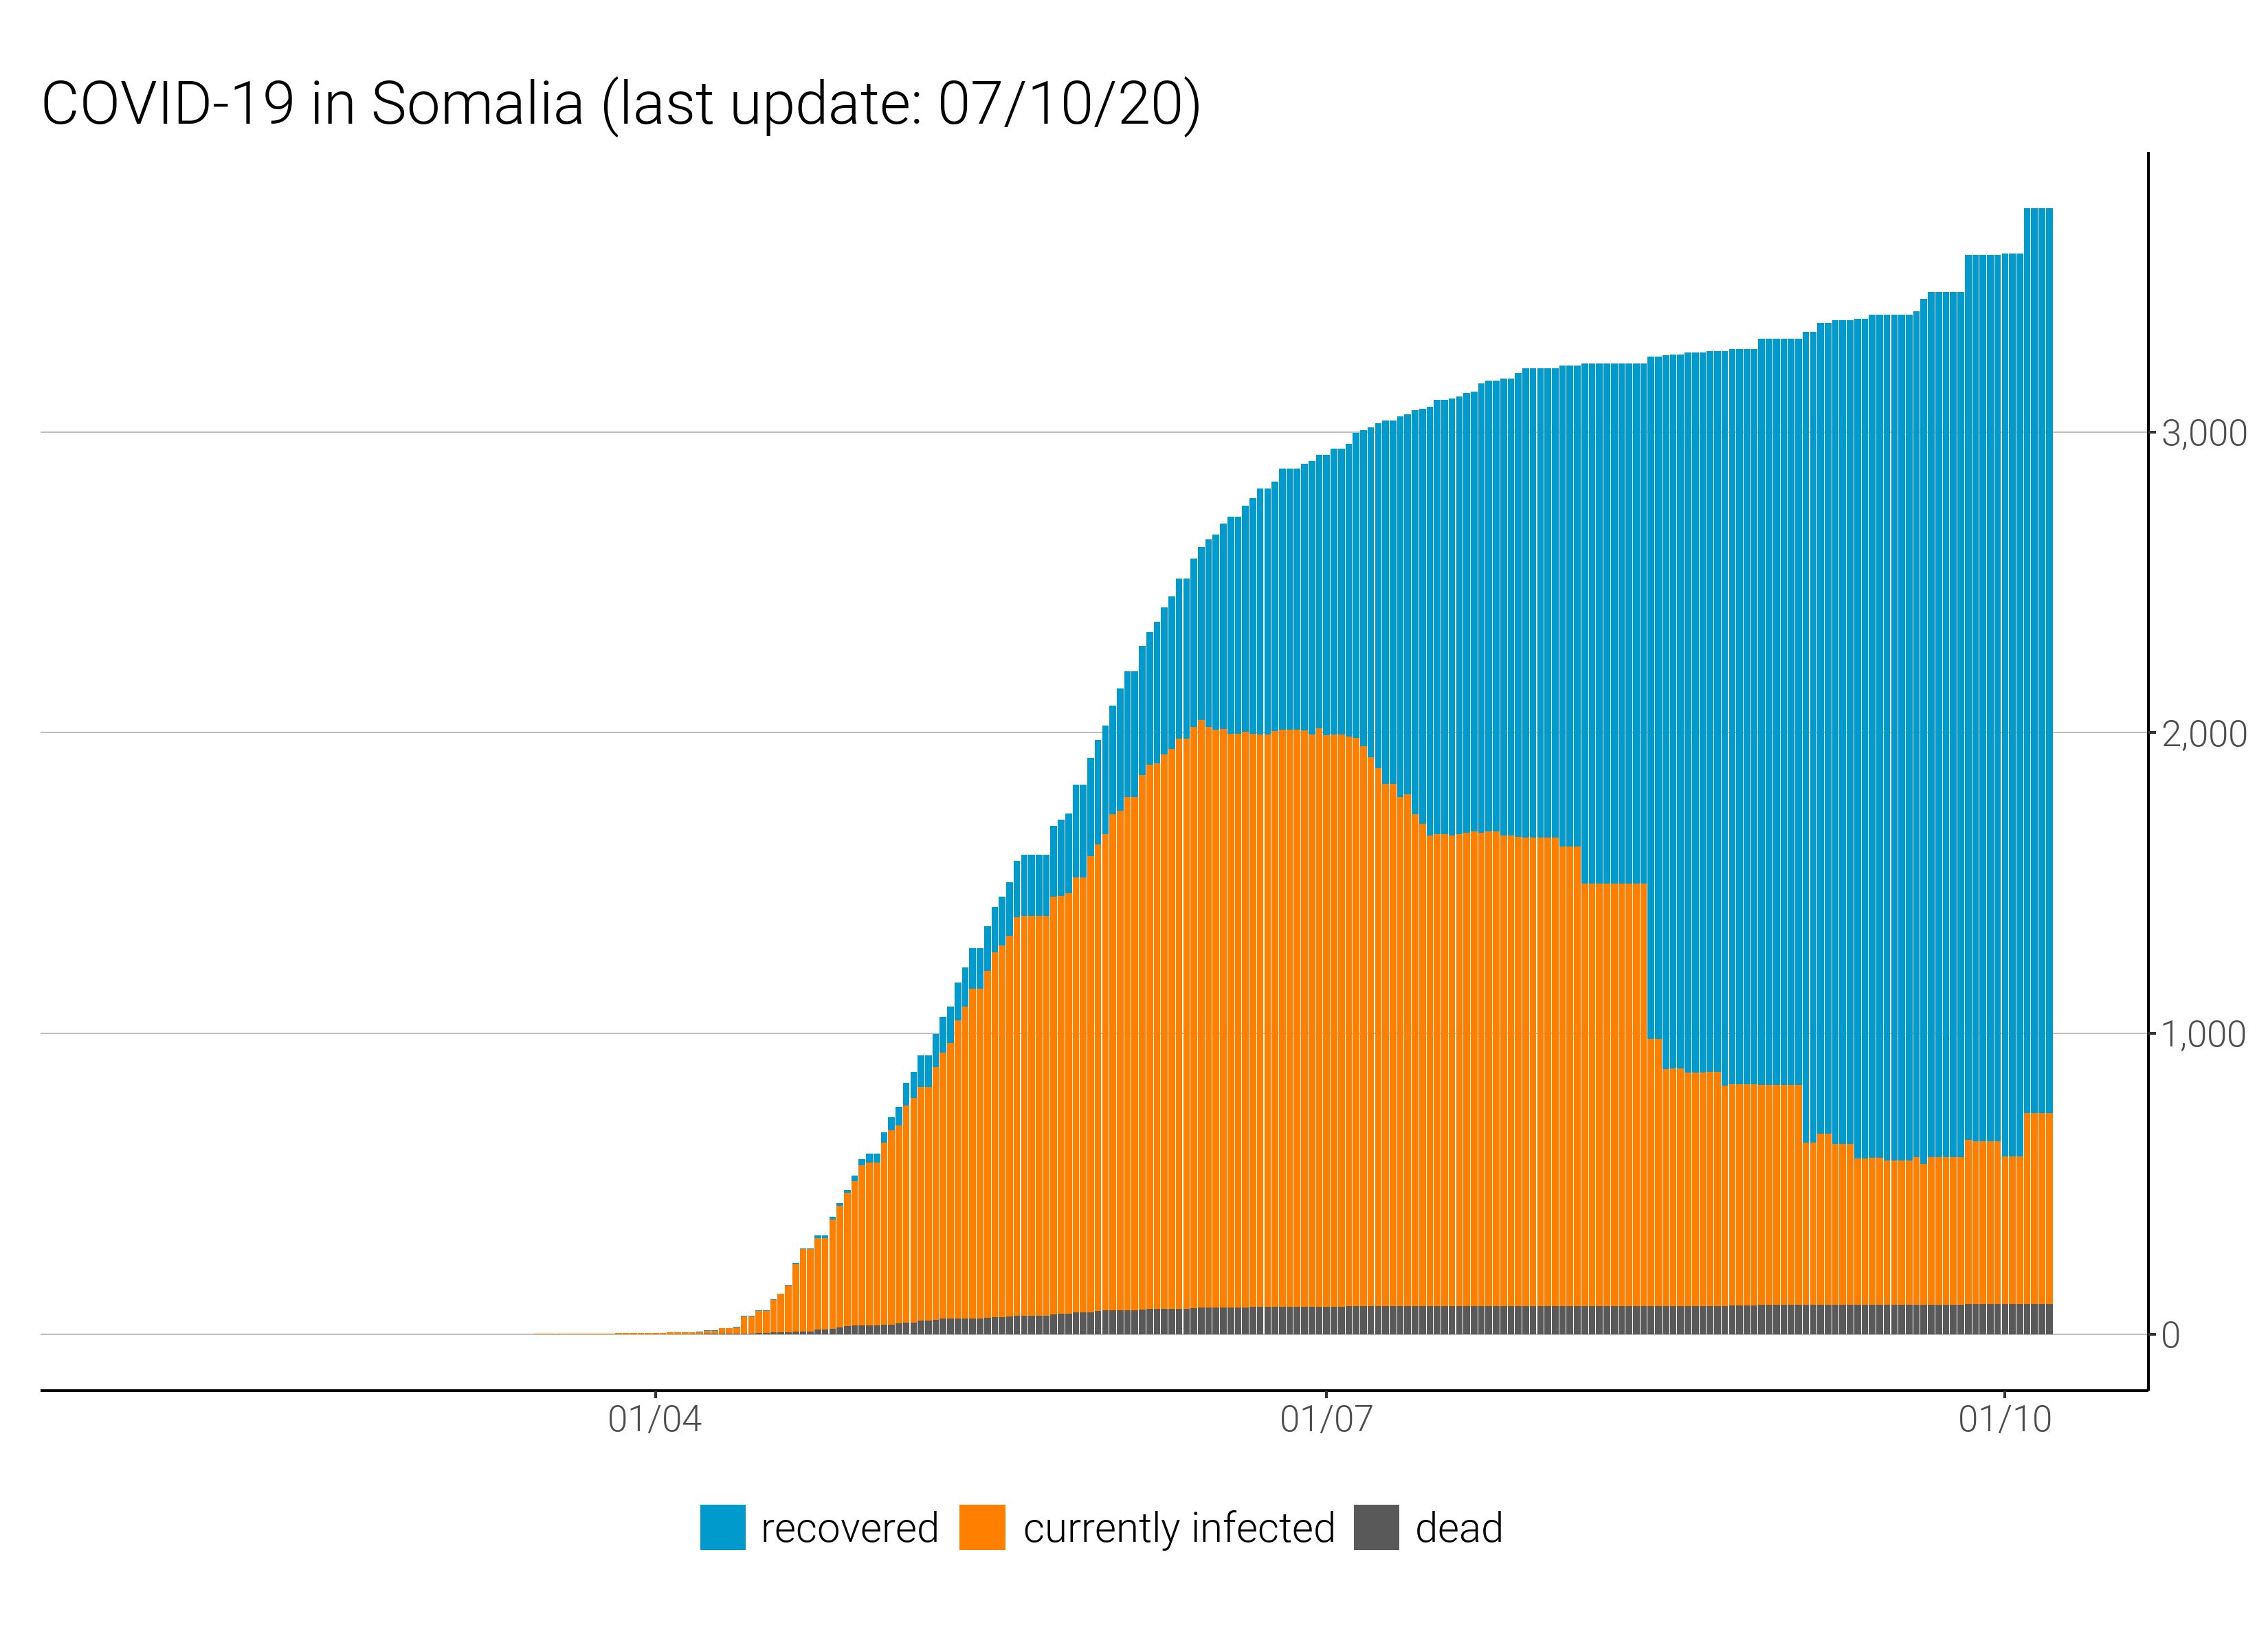 COVID-19 in Somalia (last update: 07/10/20)
3,000
2,000
1,000
0
01/04 01/07 01/10
recovered currently infected dead